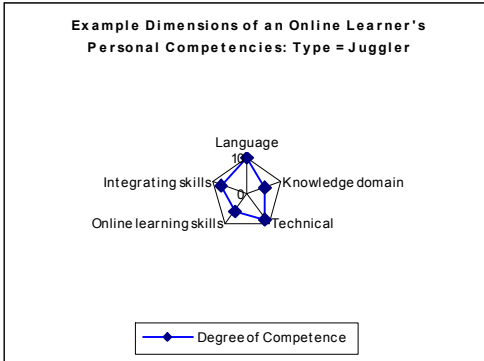 Example Dimensions of an Online Learner's
Personal Competencies: Type = Juggler
Language
10
Integrating skills
Knowledge domain
0
Online learning skills
Technical
Degree of Competence